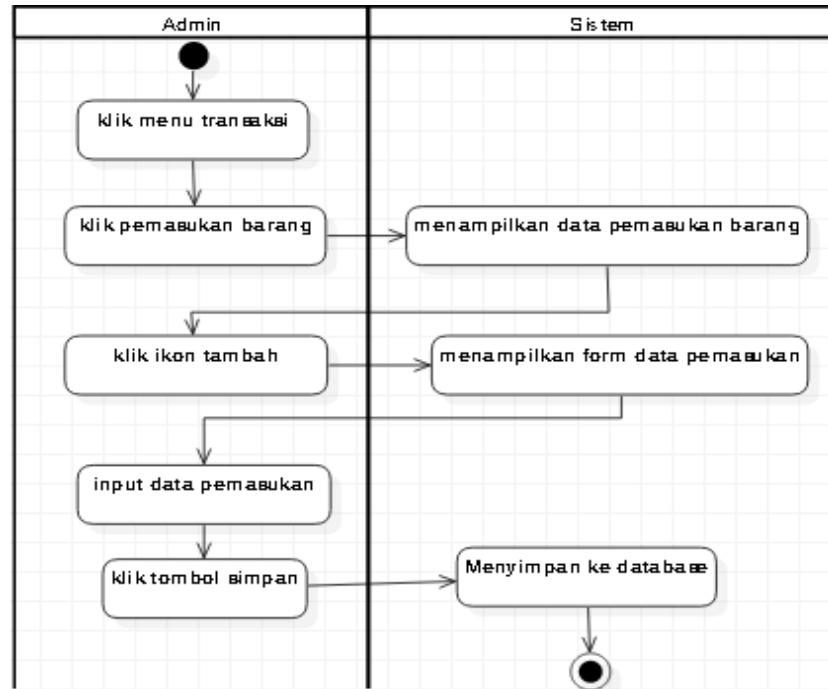 Admin
Sistem
klik menu transaksi
klik pemasukan barang
menampilkan data pemasukan barang
klik ikon tambah
menampilkan form data pemasukan
input data pemasukan
klik tombol simpan
Menyimpan ke database